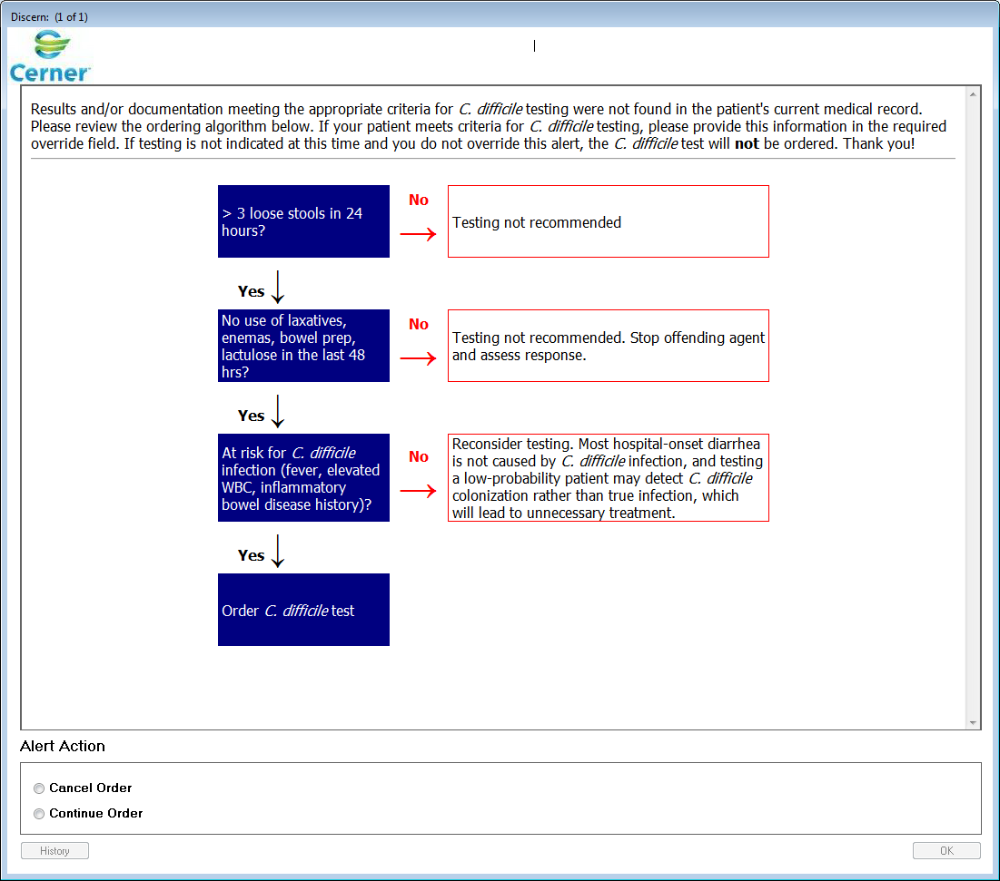 Discern: (1 of 1)
Cerner
Results and/or documentation meeting the appropriate criteria for C. difficile testing were not found in the patient's current medical record.
Please review the ordering algorithm below. If your patient meets criteria for C. difficile testing, please provide this information in the required
override field. If testing is not indicated at this time and you do not override this alert, the C. difficile test will not be ordered. Thank you!
> 3 loose stools in 24
hours?
No
Testing not recommended
Yes
No use of laxatives,
enemas, bowel prep,
lactulose in the last 48
hrs?
No
Testing not recommended. Stop offending agent
and assess response.
Yes
At risk for C. difficile
infection (fever, elevated
WBC, inflammatory
bowel disease history)?
No
Reconsider testing. Most hospital-onset diarrhea
is not caused by C. difficile infection, and testing
a low-probability patient may detect C. difficile
colonization rather than true infection, which
will lead to unnecessary treatment.
Yes
Order C. difficile test
Alert Action
Cancel Order
Continue Order
History
OK